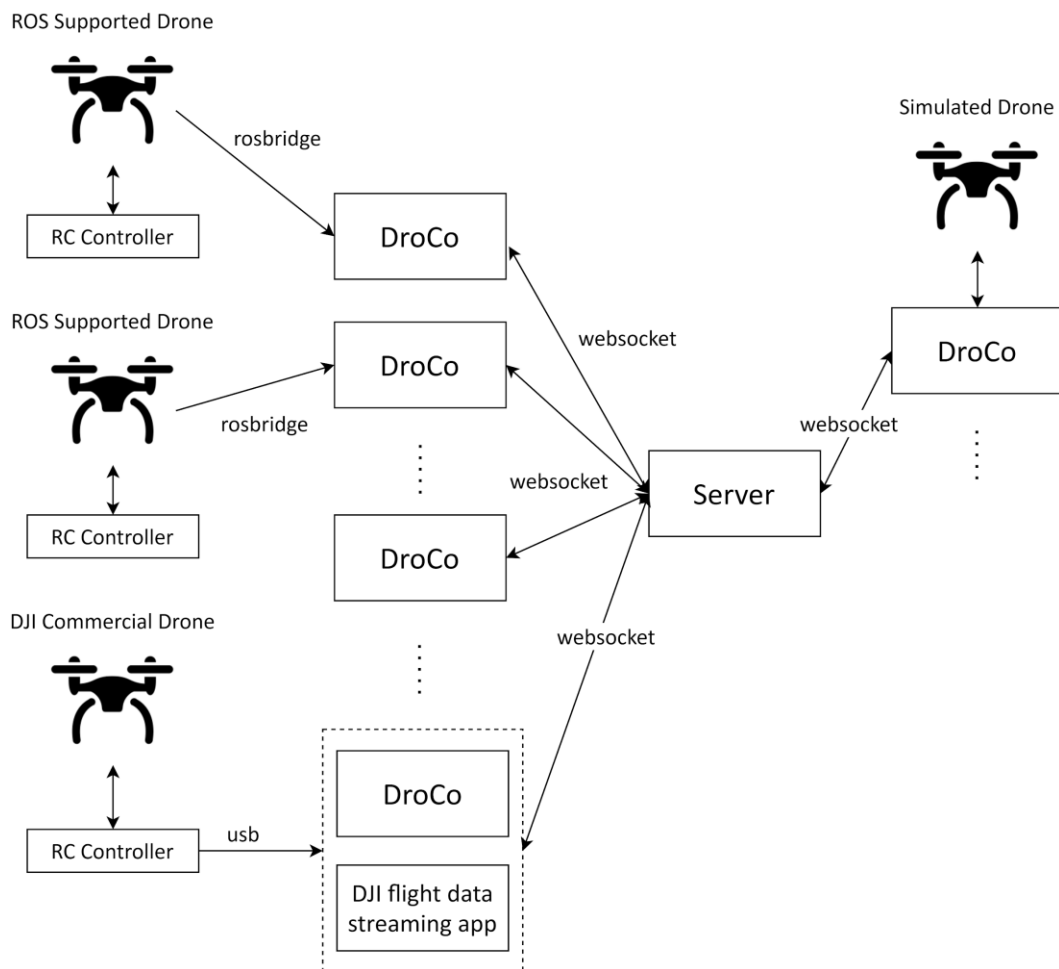 ROS Supported Drone
rosbridge
RC Controller
DroCo
Simulated Drone
websocket
DroCo
ROS Supported Drone
rosbridge
RC Controller
DroCo
websocket
DroCo
websocket
Server
DJI Commercial Drone
websocket
usb
RC Controller
DroCo
DJI flight data
streaming app